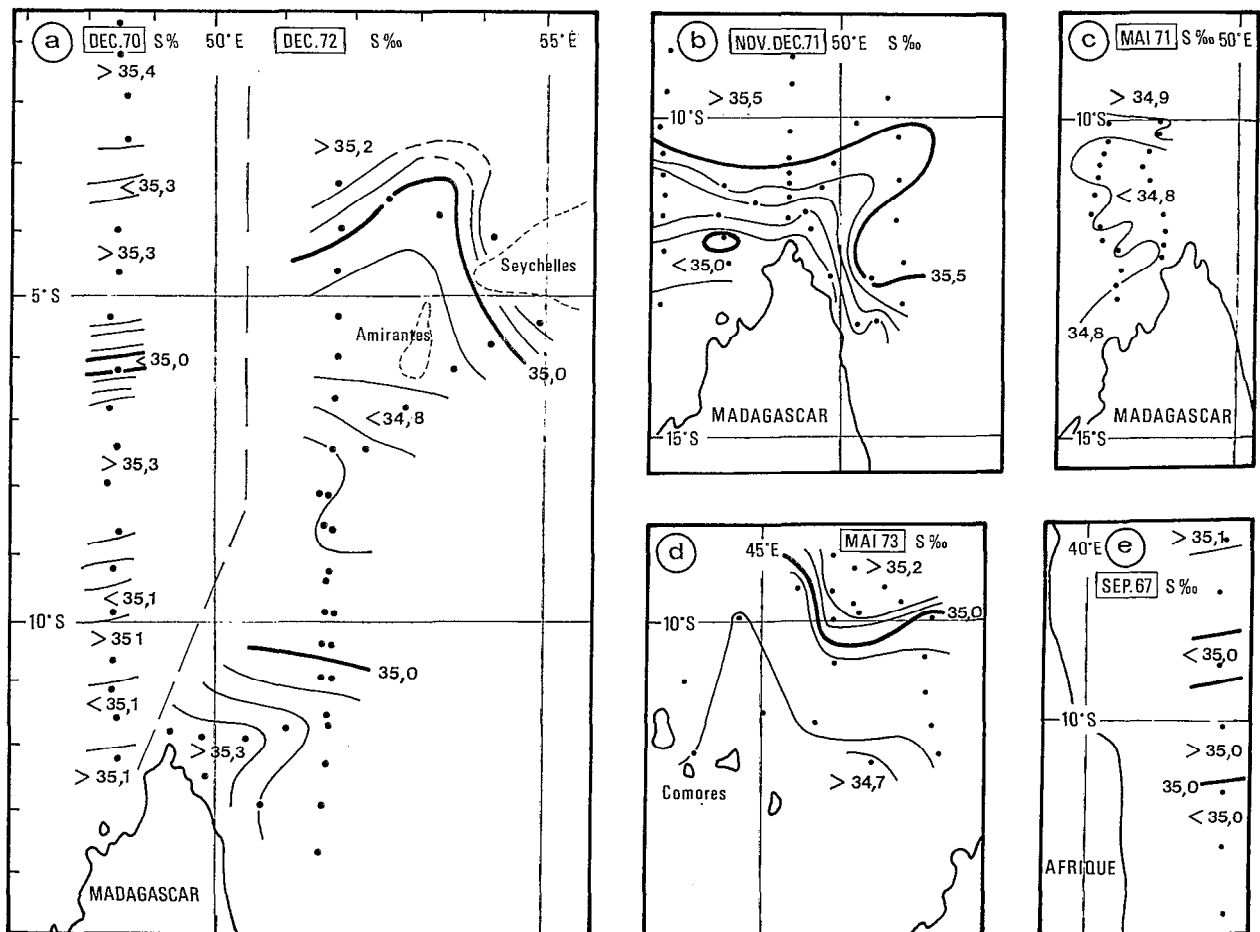 a DEC.70 S% 50°E DEC.72 S‰ 55°E
> 35,4
> 35,2
< 35,3
> 35,3
Seychelles
5°S
Amirantes
< 35,0
35,0
< 34,8
> 35,3
< 35,1
10°S
> 35,1
35,0
< 35,1
> 35,3
> 35,1
MADAGASCAR
b NOV.DEC.71 50°E S‰
> 35,5
10°S
< 35,0
35,5
MADAGASCAR
15°S
c MAI 71 S‰ 50°E
> 34,9
10°S
< 34,8
34,8
MADAGASCAR
15°S
d 45°E MAI 73 S‰
> 35,2
35,0
10°S
> 34,7
Comores
40°E e > 35,1
SEP.67 S‰
< 35,0
10°S
> 35,0
35,0
< 35,0
AFRIQUE